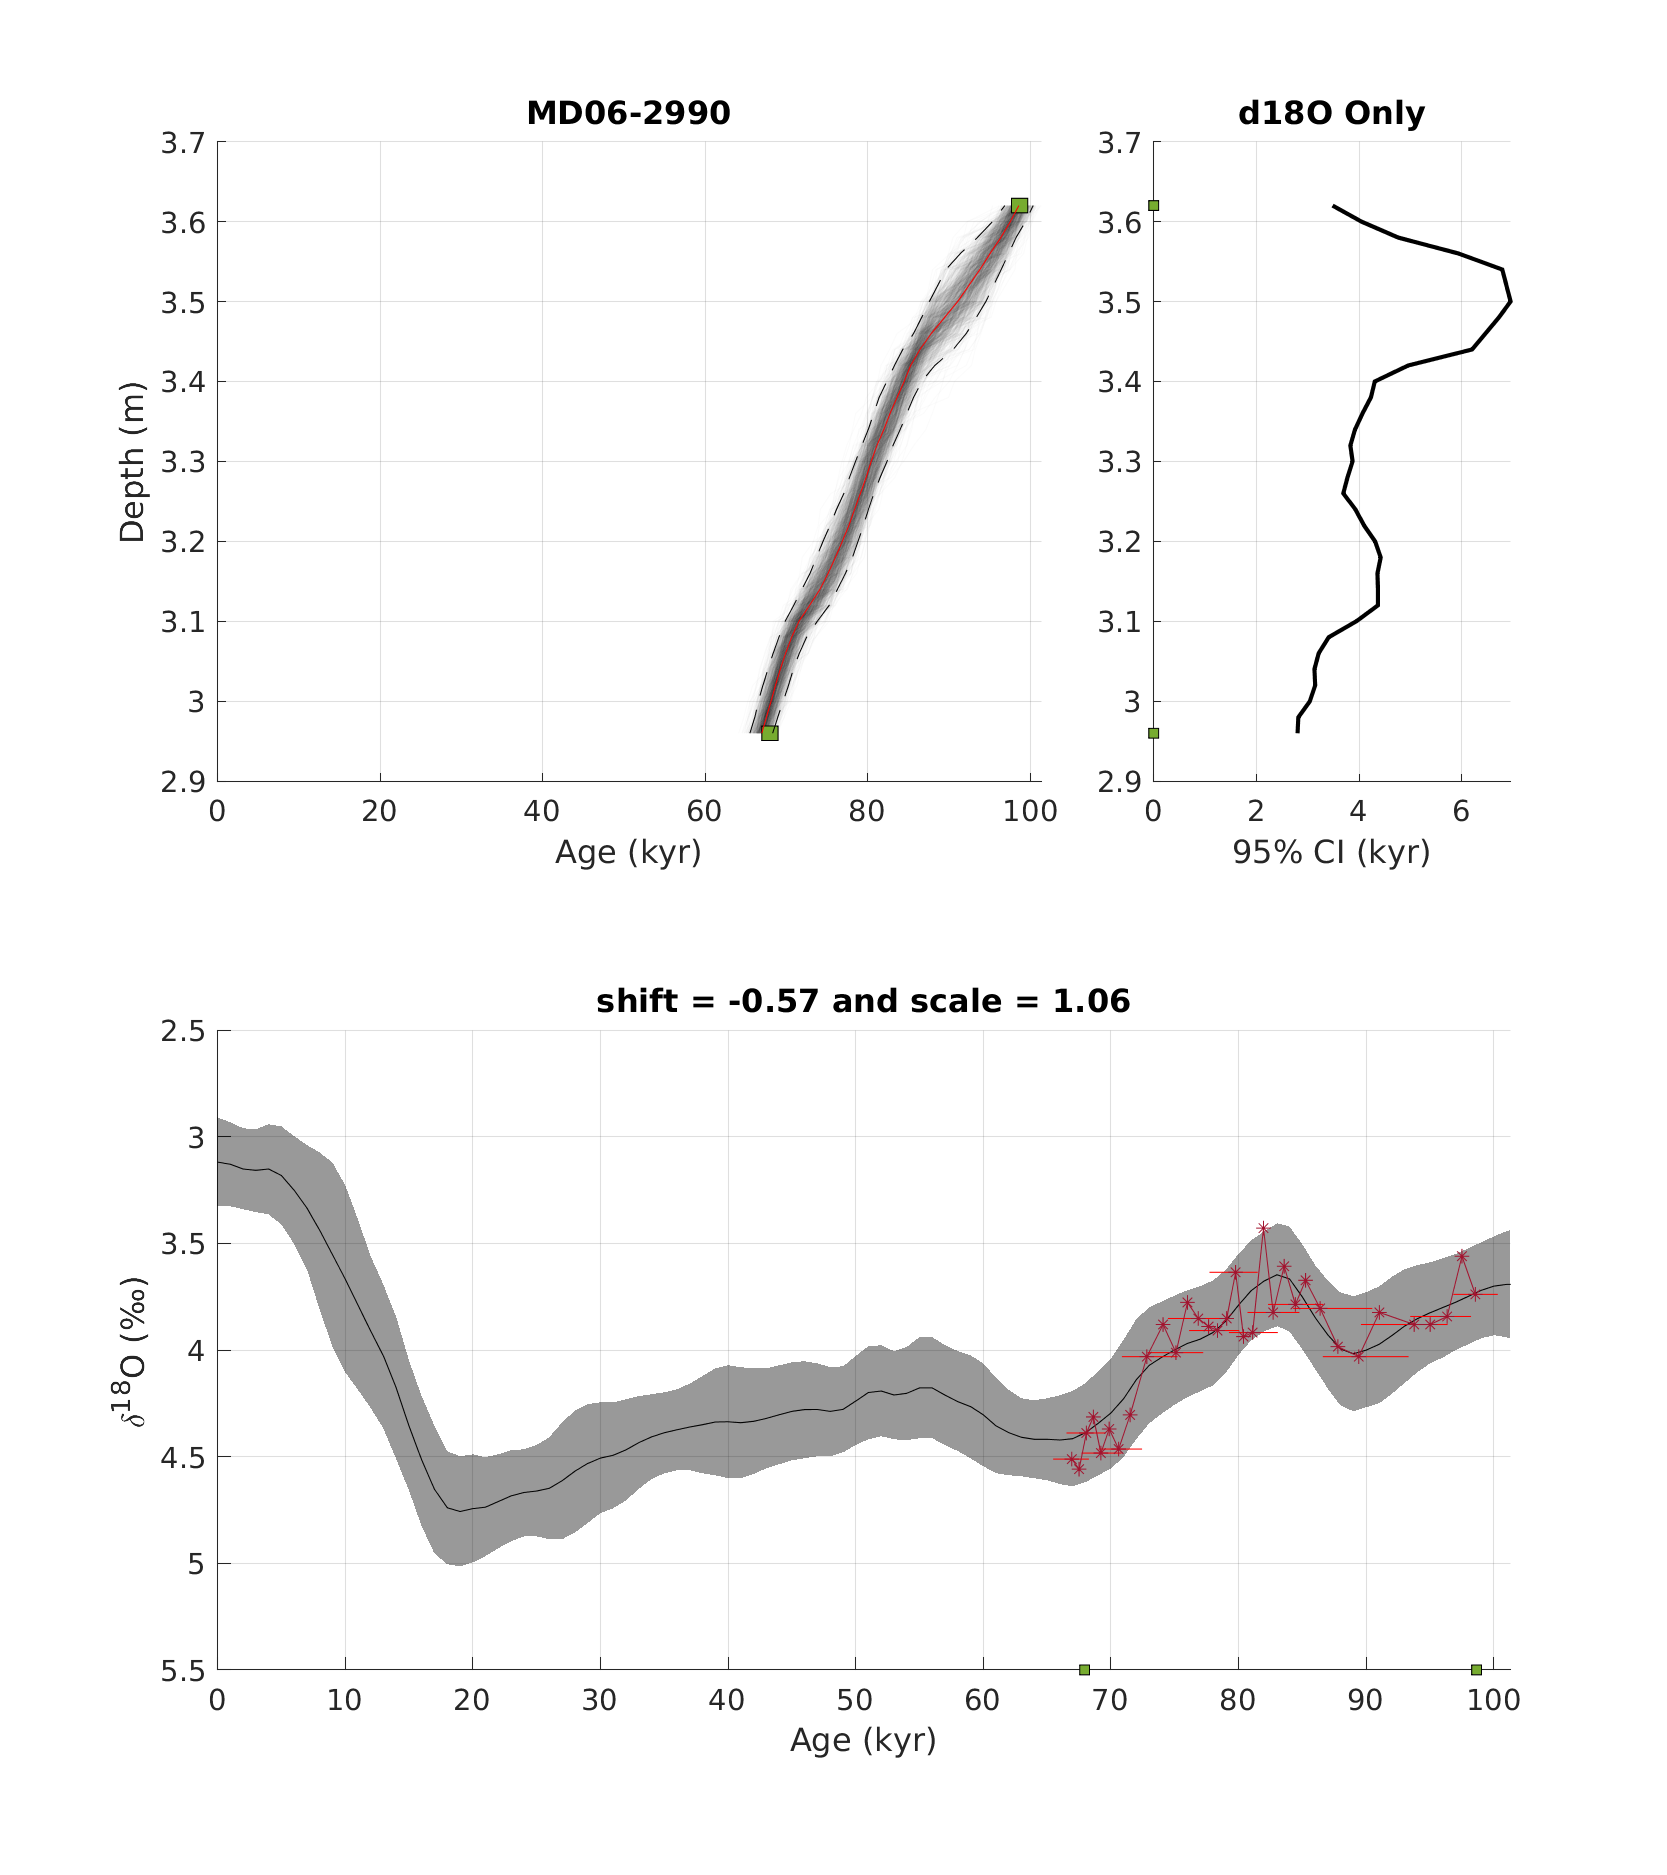 MD06-2990
d18O Only
3.7
3.6
3.5
3.4
3.3
3.2
3.1
3
2.9
Depth (m)
0 20 40 60 80 100
Age (kyr)
3.7
3.6
3.5
3.4
3.3
3.2
3.1
3
2.9
0 2 4 6
95% CI (kyr)
shift = -0.57 and scale = 1.06
2.5
3
3.5
4
4.5
5
5.5
δ18O (‰)
0 10 20 30 40 50 60 70 80 90 100
Age (kyr)